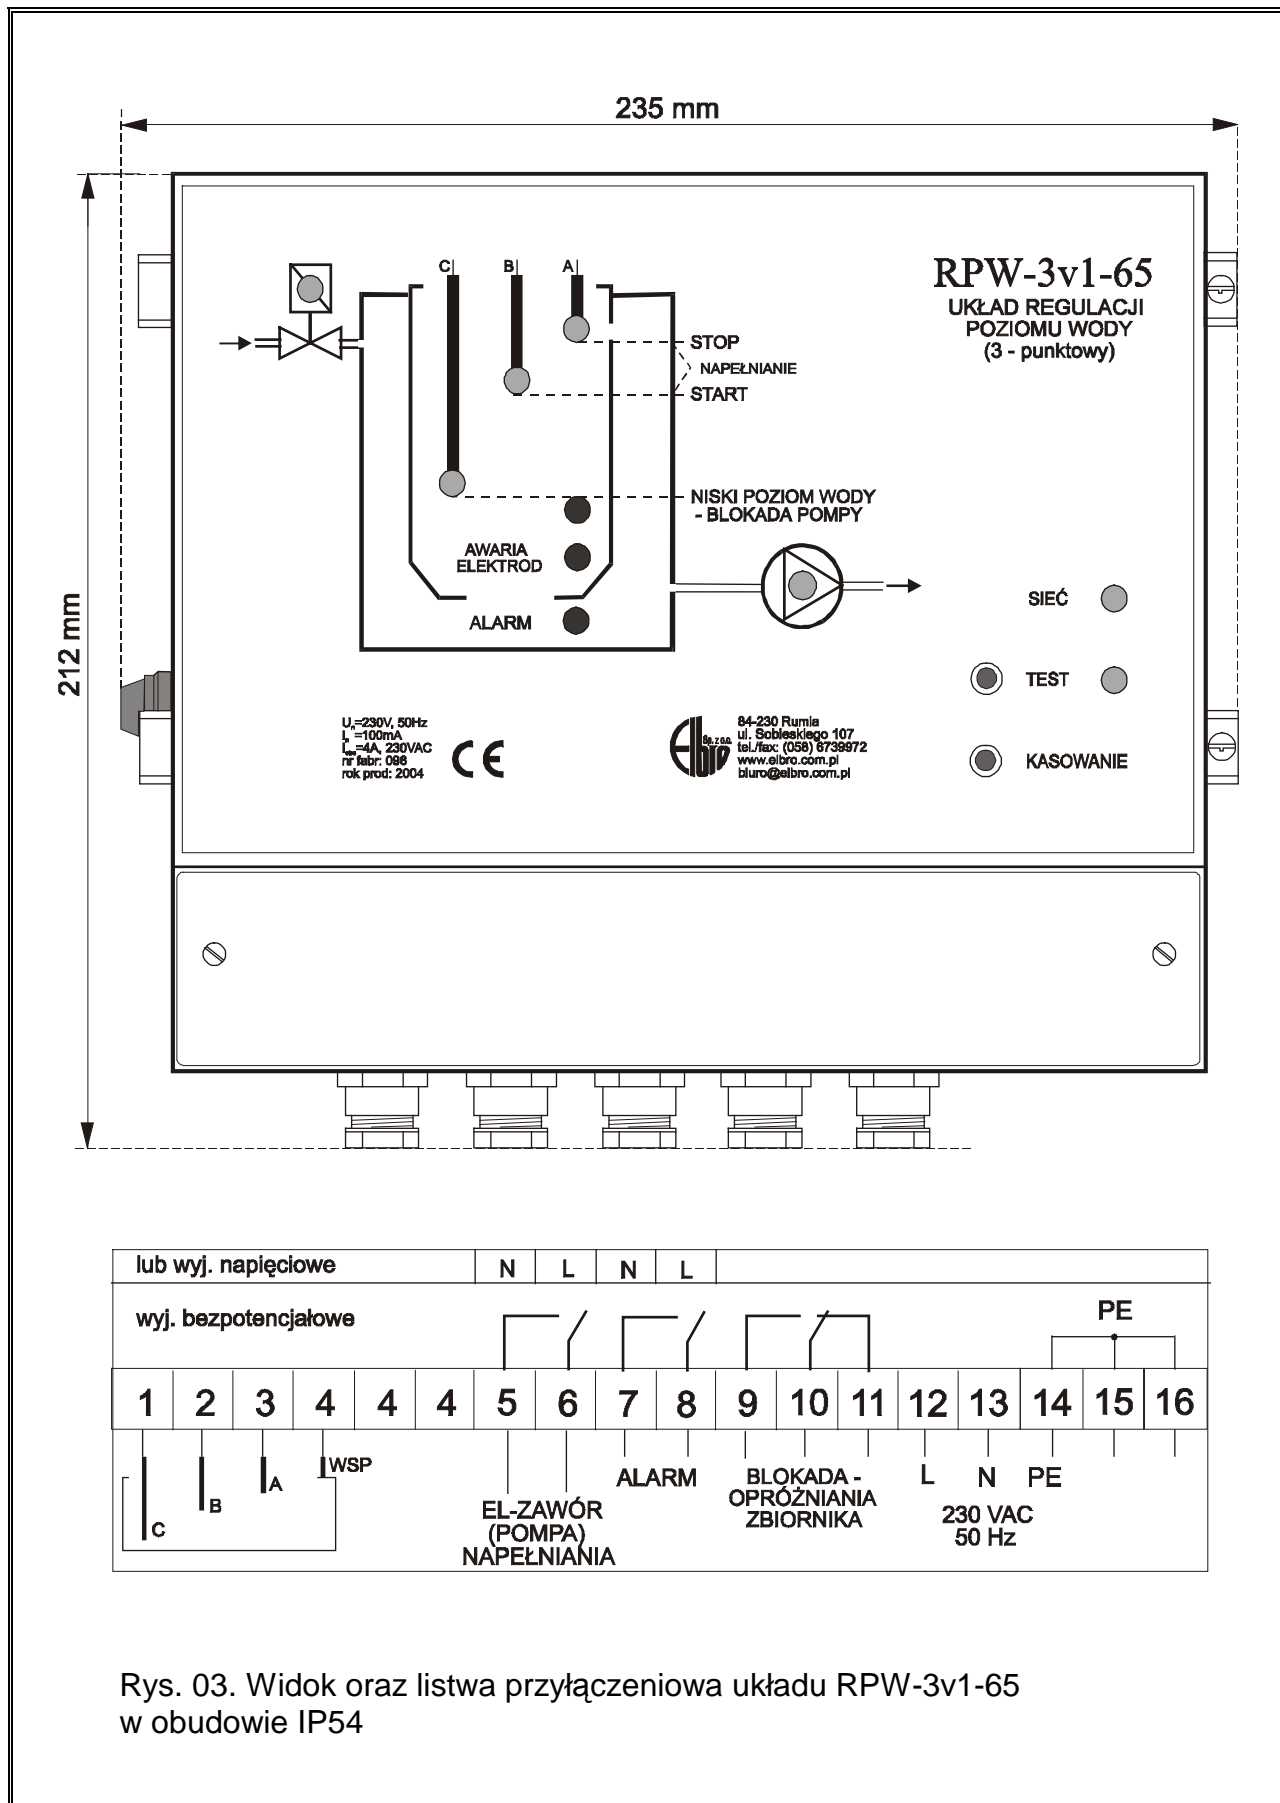 235 mm
212 mm
C B A
RPW-3v1-65
UKŁAD REGULACJI
POZIOMU WODY
(3 - punktowy)
STOP
NAPEŁNIANIE
START
NISKI POZIOM WODY
- BLOKADA POMPY
AWARIA
ELEKTROD
ALARM
SIEĆ
TEST
KASOWANIE
Uₙ=230V, 50Hz
=100mA
=4A, 230VAC
nr fabr: 098
rok prod: 2004
CE
Elbro Sp. z o.o.
84-230 Rumia
ul. Sobieskiego 107
tel./fax: (058) 6739972
www.elbro.com.pl
biuro@elbro.com.pl
lub wyj. napięciowe N L N L
wyj. bezpotencjałowe
PE
1 2 3 4 4 4 5 6 7 8 9 10 11 12 13 14 15 16
C B A WSP
EL-ZAWÓR
(POMPA)
NAPEŁNIANIA
ALARM
BLOKADA -
OPRÓŻNIANIA
ZBIORNIKA
L N PE
230 VAC
50 Hz
Rys. 03. Widok oraz listwa przyłączeniowa układu RPW-3v1-65
w obudowie IP54